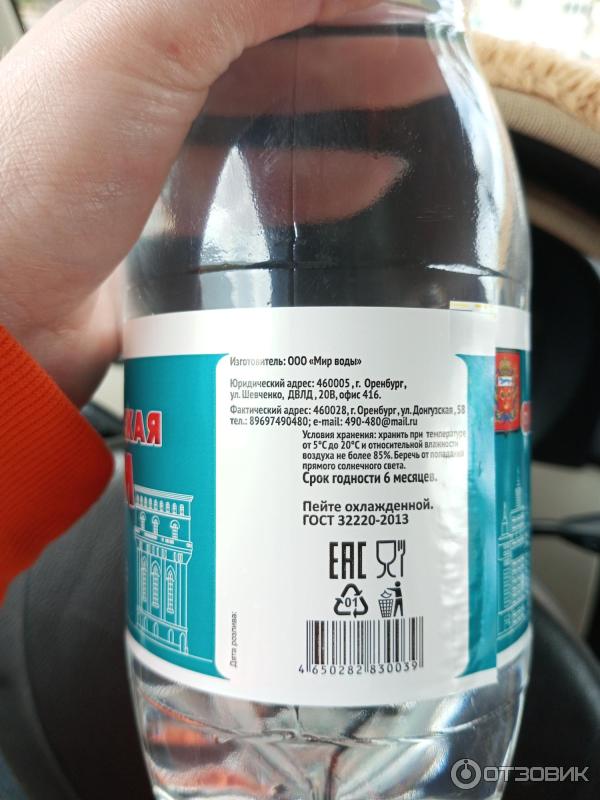 Изготовитель: ООО «Мир воды»
Юридический адрес: 460005, г. Оренбург,
ул. Шевченко, ДВЛД, 20В, офис 416.
Фактический адрес: 460028, г. Оренбург, ул. Донгузская, 58
тел.: 89697490480; e-mail: 490-480@mail.ru
Условия хранения: хранить при температуре
от 5°С до 20°С и относительной влажности
воздуха не более 85%. Беречь от попадания
прямого солнечного света.
Срок годности 6 месяцев.
Пейте охлажденной.
ГОСТ 32220-2013
ЕАС
01
Дата розлива:
4 650282 830039
КАЯ
ОТЗОВИК